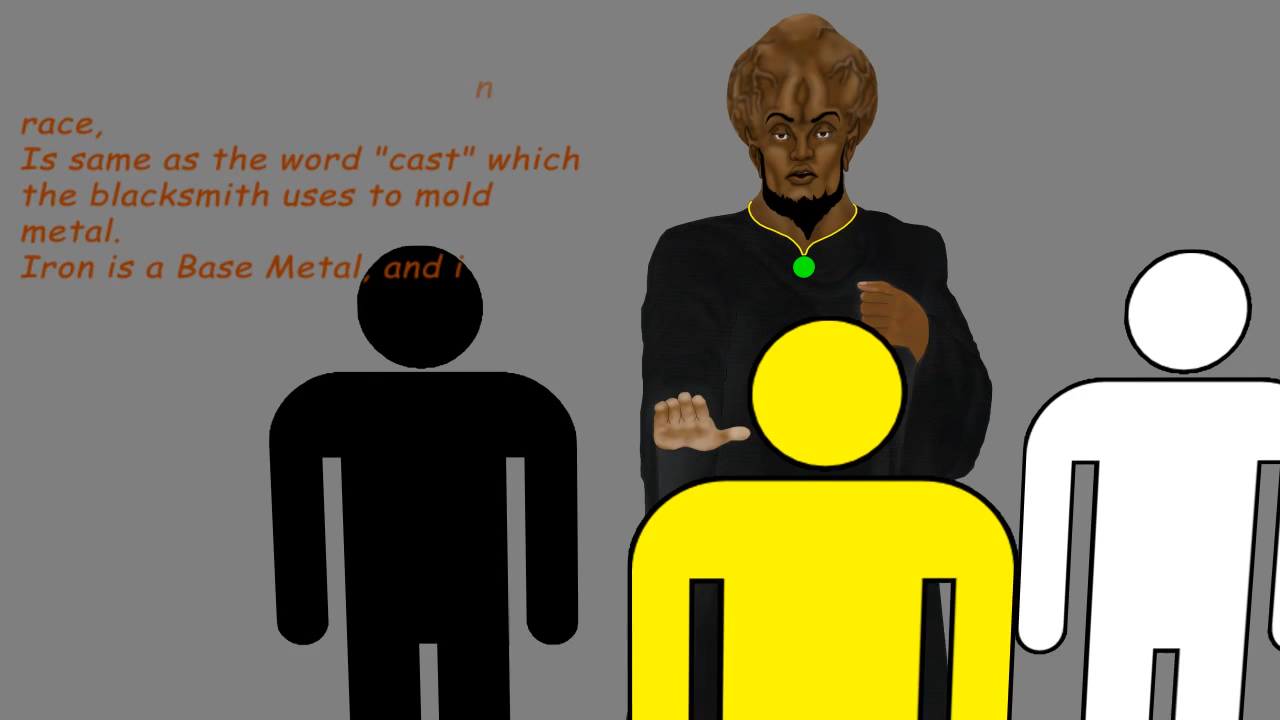 n
race,
Is same as the word "cast" which
the blacksmith uses to mold
metal.
Iron is a Base Metal, and i